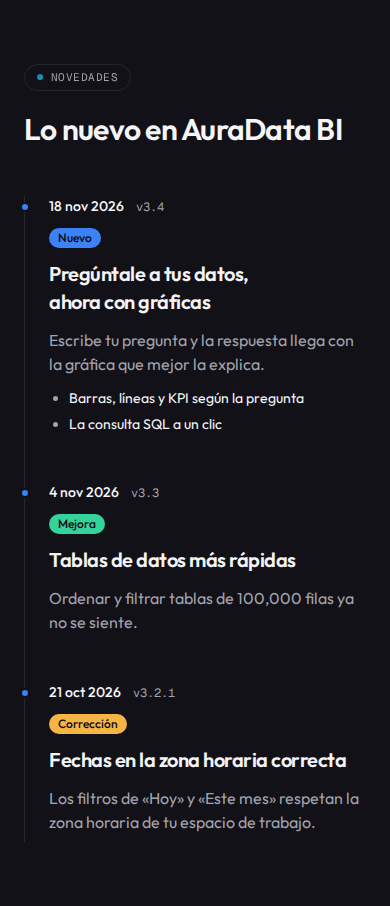 NOVEDADES
Lo nuevo en AuraData BI
18 nov 2026 v3.4
Nuevo
Pregúntale a tus datos,
ahora con gráficas
Escribe tu pregunta y la respuesta llega con
la gráfica que mejor la explica.
Barras, líneas y KPI según la pregunta
La consulta SQL a un clic
4 nov 2026 v3.3
Mejora
Tablas de datos más rápidas
Ordenar y filtrar tablas de 100,000 filas ya
no se siente.
21 oct 2026 v3.2.1
Corrección
Fechas en la zona horaria correcta
Los filtros de «Hoy» y «Este mes» respetan la
zona horaria de tu espacio de trabajo.